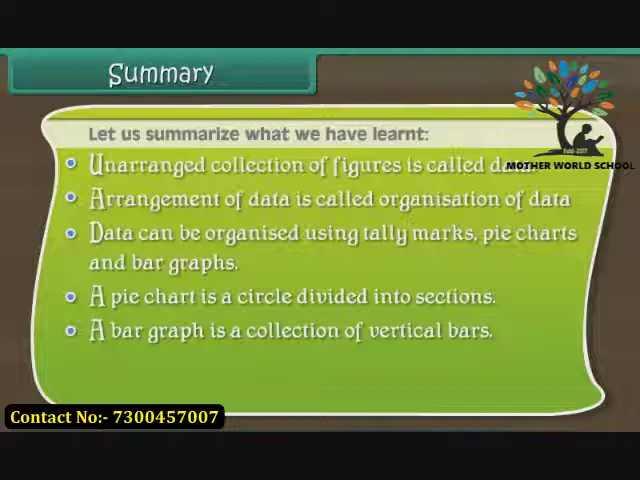 Summary
Let us summarize what we have learnt:
Unarranged collection of figures is called data.
Arrangement of data is called organisation of data
Data can be organised using tally marks, pie charts
and bar graphs.
A pie chart is a circle divided into sections.
A bar graph is a collection of vertical bars.
Estd-2017
MOTHER WORLD SCHOOL
Contact No:- 7300457007